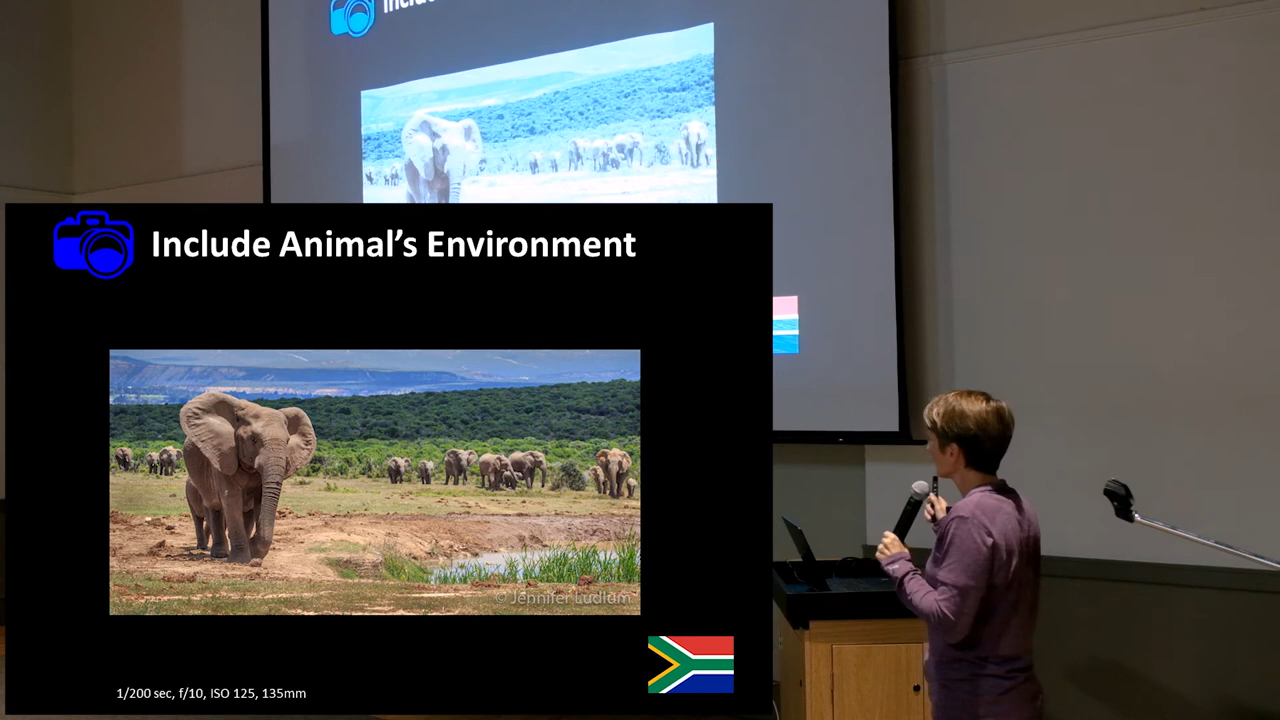 Include Animal's Environment
© Jennifer Ludlum
1/200 sec, f/10, ISO 125, 135mm